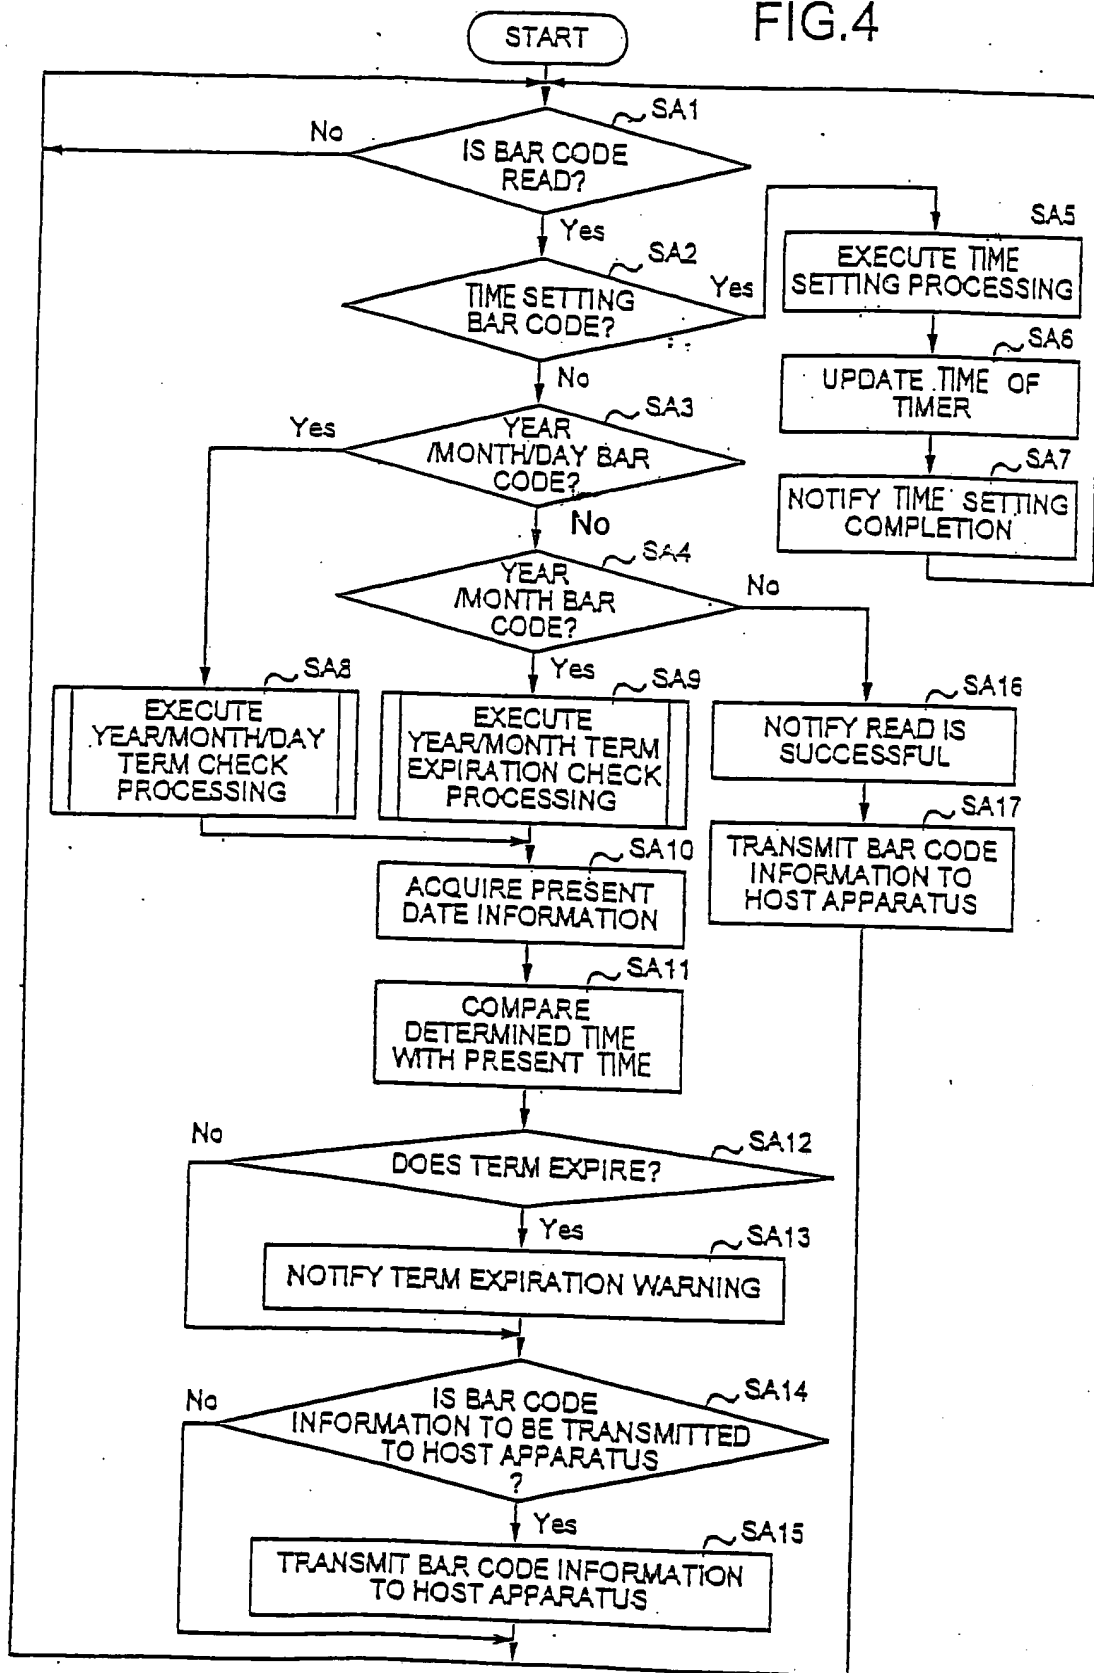 FIG.4
START
SA1
No
IS BAR CODE
READ?
Yes
SA2
Yes
TIME SETTING
BAR CODE?
No
SA5
EXECUTE TIME
SETTING PROCESSING
SA6
UPDATE TIME OF
TIMER
SA7
NOTIFY TIME SETTING
COMPLETION
SA3
Yes
YEAR
/MONTH/DAY BAR
CODE?
No
SA4
YEAR
/MONTH BAR
CODE?
No
Yes
SA8
EXECUTE
YEAR/MONTH/DAY
TERM CHECK
PROCESSING
SA9
EXECUTE
YEAR/MONTH TERM
EXPIRATION CHECK
PROCESSING
SA16
NOTIFY READ IS
SUCCESSFUL
SA17
TRANSMIT BAR CODE
INFORMATION TO
HOST APPARATUS
SA10
ACQUIRE PRESENT
DATE INFORMATION
SA11
COMPARE
DETERMINED TIME
WITH PRESENT TIME
SA12
No
DOES TERM EXPIRE?
Yes
SA13
NOTIFY TERM EXPIRATION WARNING
SA14
No
IS BAR CODE
INFORMATION TO BE TRANSMITTED
TO HOST APPARATUS
?
Yes
SA15
TRANSMIT BAR CODE INFORMATION
TO HOST APPARATUS